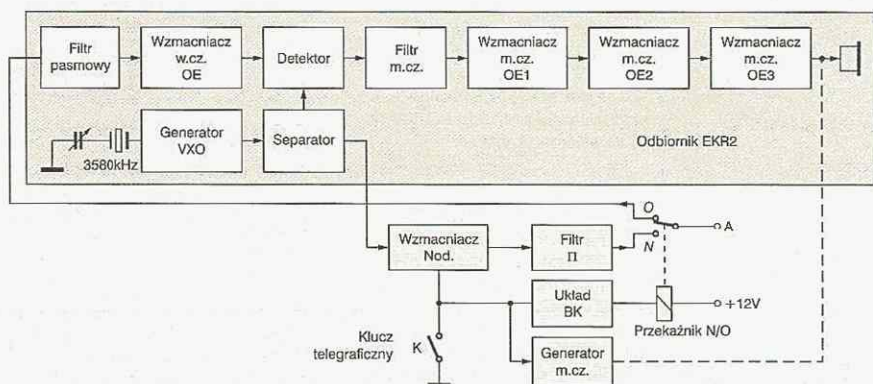 Filtr
pasmowy
Wzmacniacz
w.cz.
OE
Detektor
Filtr
m.cz.
Wzmacniacz
m.cz.
OE1
Wzmacniacz
m.cz.
OE2
Wzmacniacz
m.cz.
OE3
3580kHz
Generator
VXO
Separator
Odbiornik EKR2
O
A
N
Wzmacniacz
Nod.
Filtr
Π
Układ
BK
+12V
Przekaźnik N/O
Klucz
telegraficzny
K
Generator
m.cz.